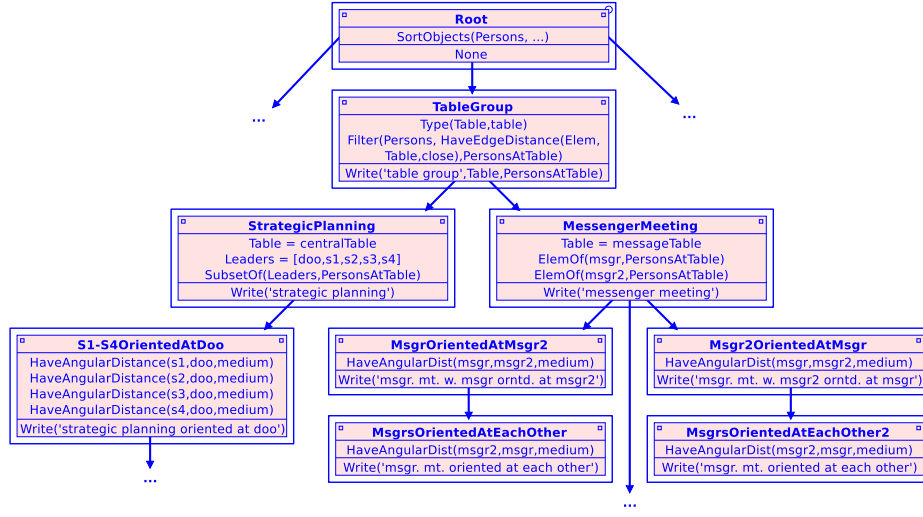 Root
SortObjects(Persons, ...)
None
...
...
TableGroup
Type(Table,table)
Filter(Persons, HaveEdgeDistance(Elem,
Table,close),PersonsAtTable)
Write('table group',Table,PersonsAtTable)
StrategicPlanning
Table = centralTable
Leaders = [doo,s1,s2,s3,s4]
SubsetOf(Leaders,PersonsAtTable)
Write('strategic planning')
MessengerMeeting
Table = messageTable
ElemOf(msgr,PersonsAtTable)
ElemOf(msgr2,PersonsAtTable)
Write('messenger meeting')
S1-S4OrientedAtDoo
HaveAngularDistance(s1,doo,medium)
HaveAngularDistance(s2,doo,medium)
HaveAngularDistance(s3,doo,medium)
HaveAngularDistance(s4,doo,medium)
Write('strategic planning oriented at doo')
...
MsgrOrientedAtMsgr2
HaveAngularDist(msgr,msgr2,medium)
Write('msgr. mt. w. msgr orntd. at msgr2')
Msgr2OrientedAtMsgr
HaveAngularDist(msgr,msgr2,medium)
Write('msgr. mt. w. msgr2 orntd. at msgr')
MsgrsOrientedAtEachOther
HaveAngularDist(msgr2,msgr,medium)
Write('msgr. mt. oriented at each other')
MsgrsOrientedAtEachOther2
HaveAngularDist(msgr2,msgr,medium)
Write('msgr. mt. oriented at each other')
...